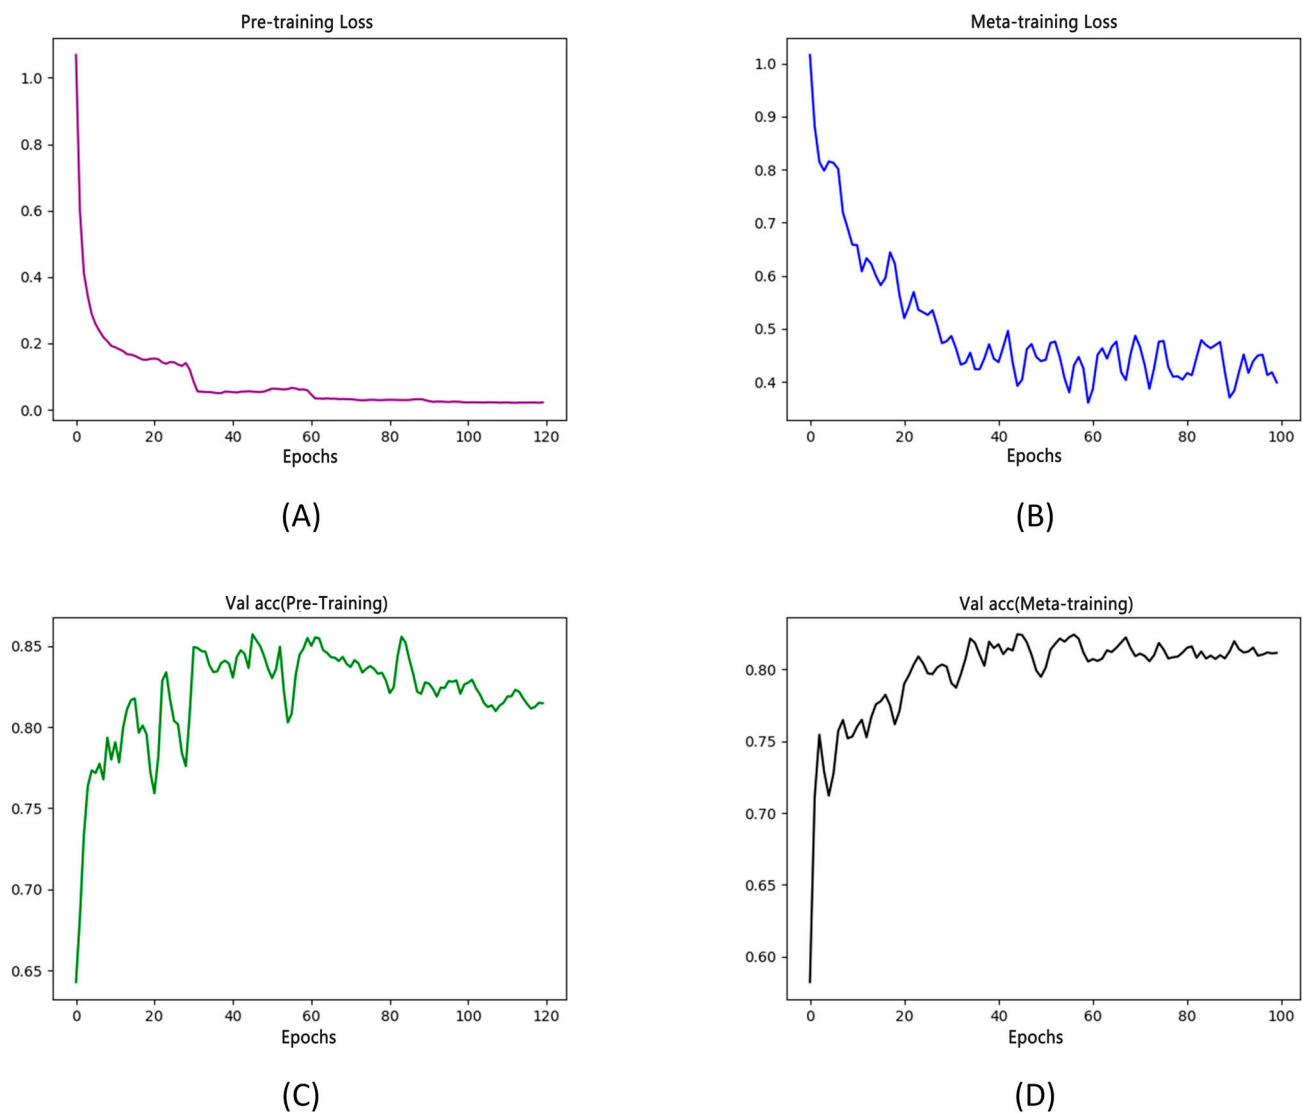 Pre-training Loss
1.0
0.8
0.6
0.4
0.2
0.0
0 20 40 60 80 100 120
Epochs
(A)
Meta-training Loss
1.0
0.9
0.8
0.7
0.6
0.5
0.4
0 20 40 60 80 100
Epochs
(B)
Val acc(Pre-Training)
0.85
0.80
0.75
0.70
0.65
0 20 40 60 80 100 120
Epochs
(C)
Val acc(Meta-training)
0.80
0.75
0.70
0.65
0.60
0 20 40 60 80 100
Epochs
(D)